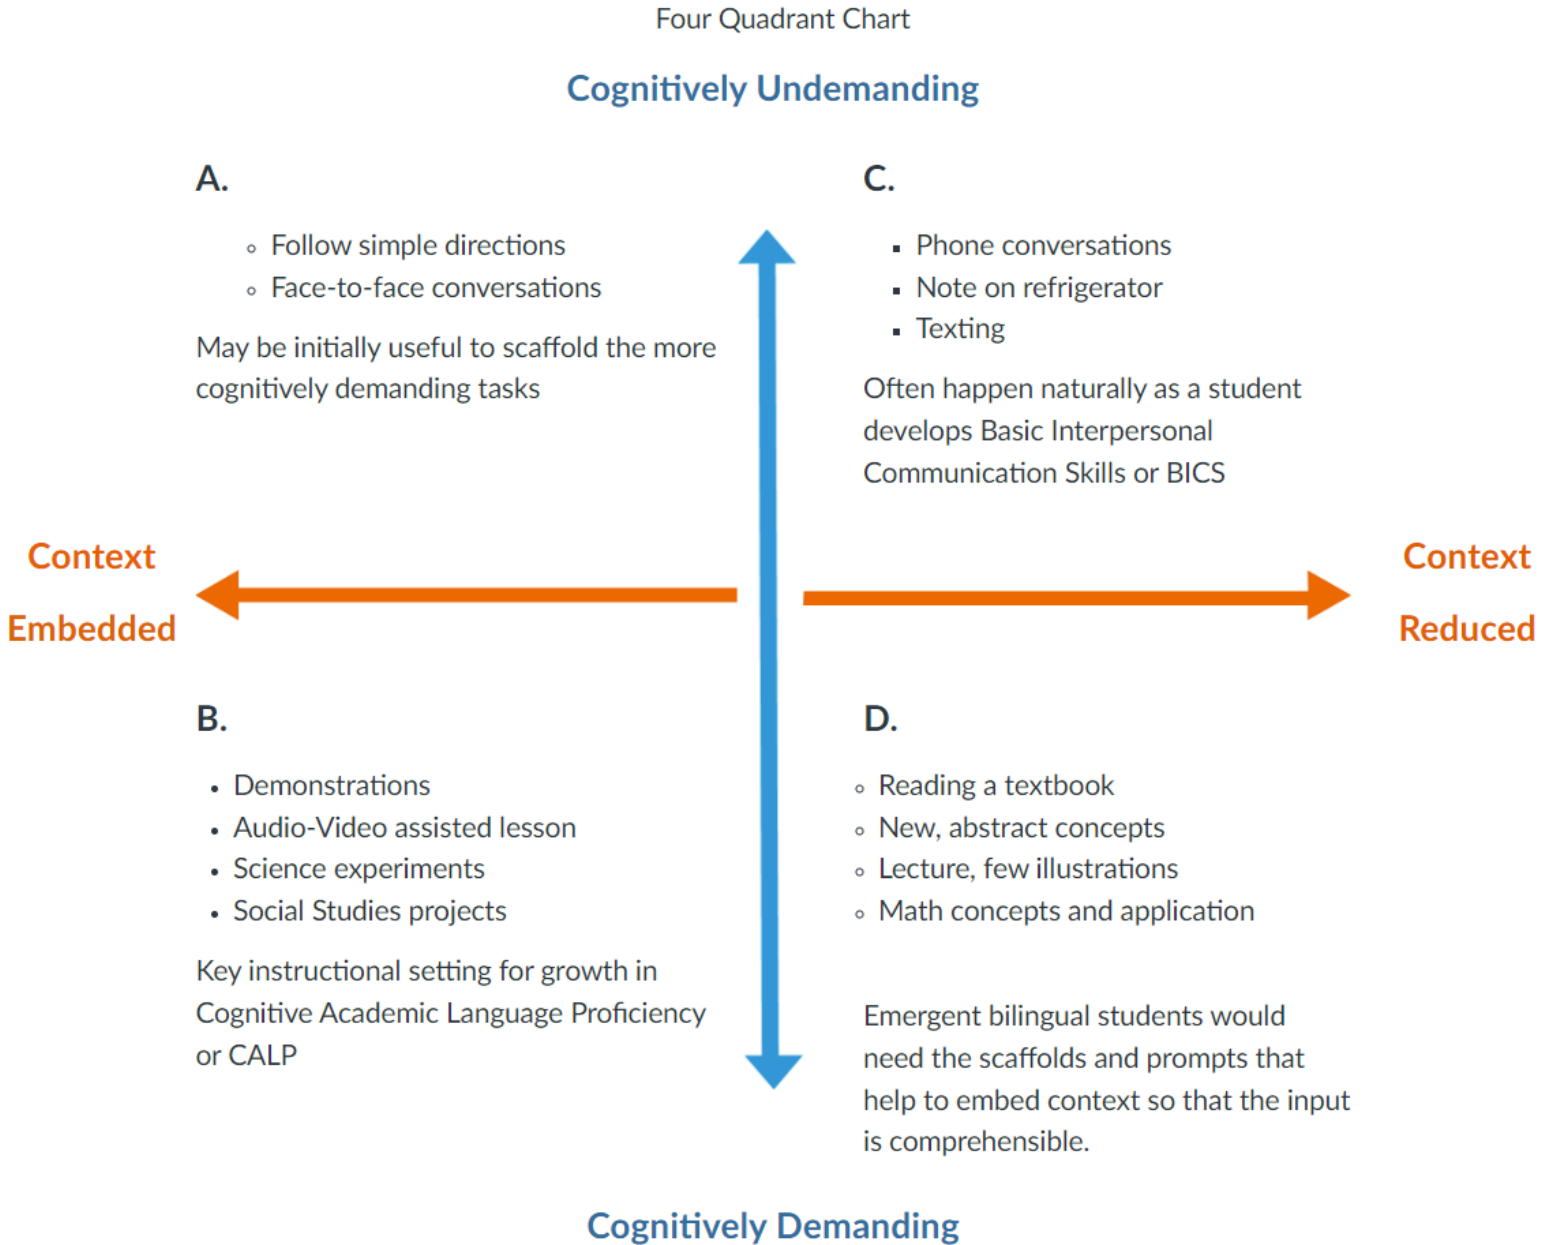 Four Quadrant Chart
Cognitively Undemanding
A.
Follow simple directions
Face-to-face conversations
May be initially useful to scaffold the more
cognitively demanding tasks
C.
Phone conversations
Note on refrigerator
Texting
Often happen naturally as a student
develops Basic Interpersonal
Communication Skills or BICS
Context
Embedded
Context
Reduced
B.
Demonstrations
Audio-Video assisted lesson
Science experiments
Social Studies projects
Key instructional setting for growth in
Cognitive Academic Language Proficiency
or CALP
D.
Reading a textbook
New, abstract concepts
Lecture, few illustrations
Math concepts and application
Emergent bilingual students would
need the scaffolds and prompts that
help to embed context so that the input
is comprehensible.
Cognitively Demanding